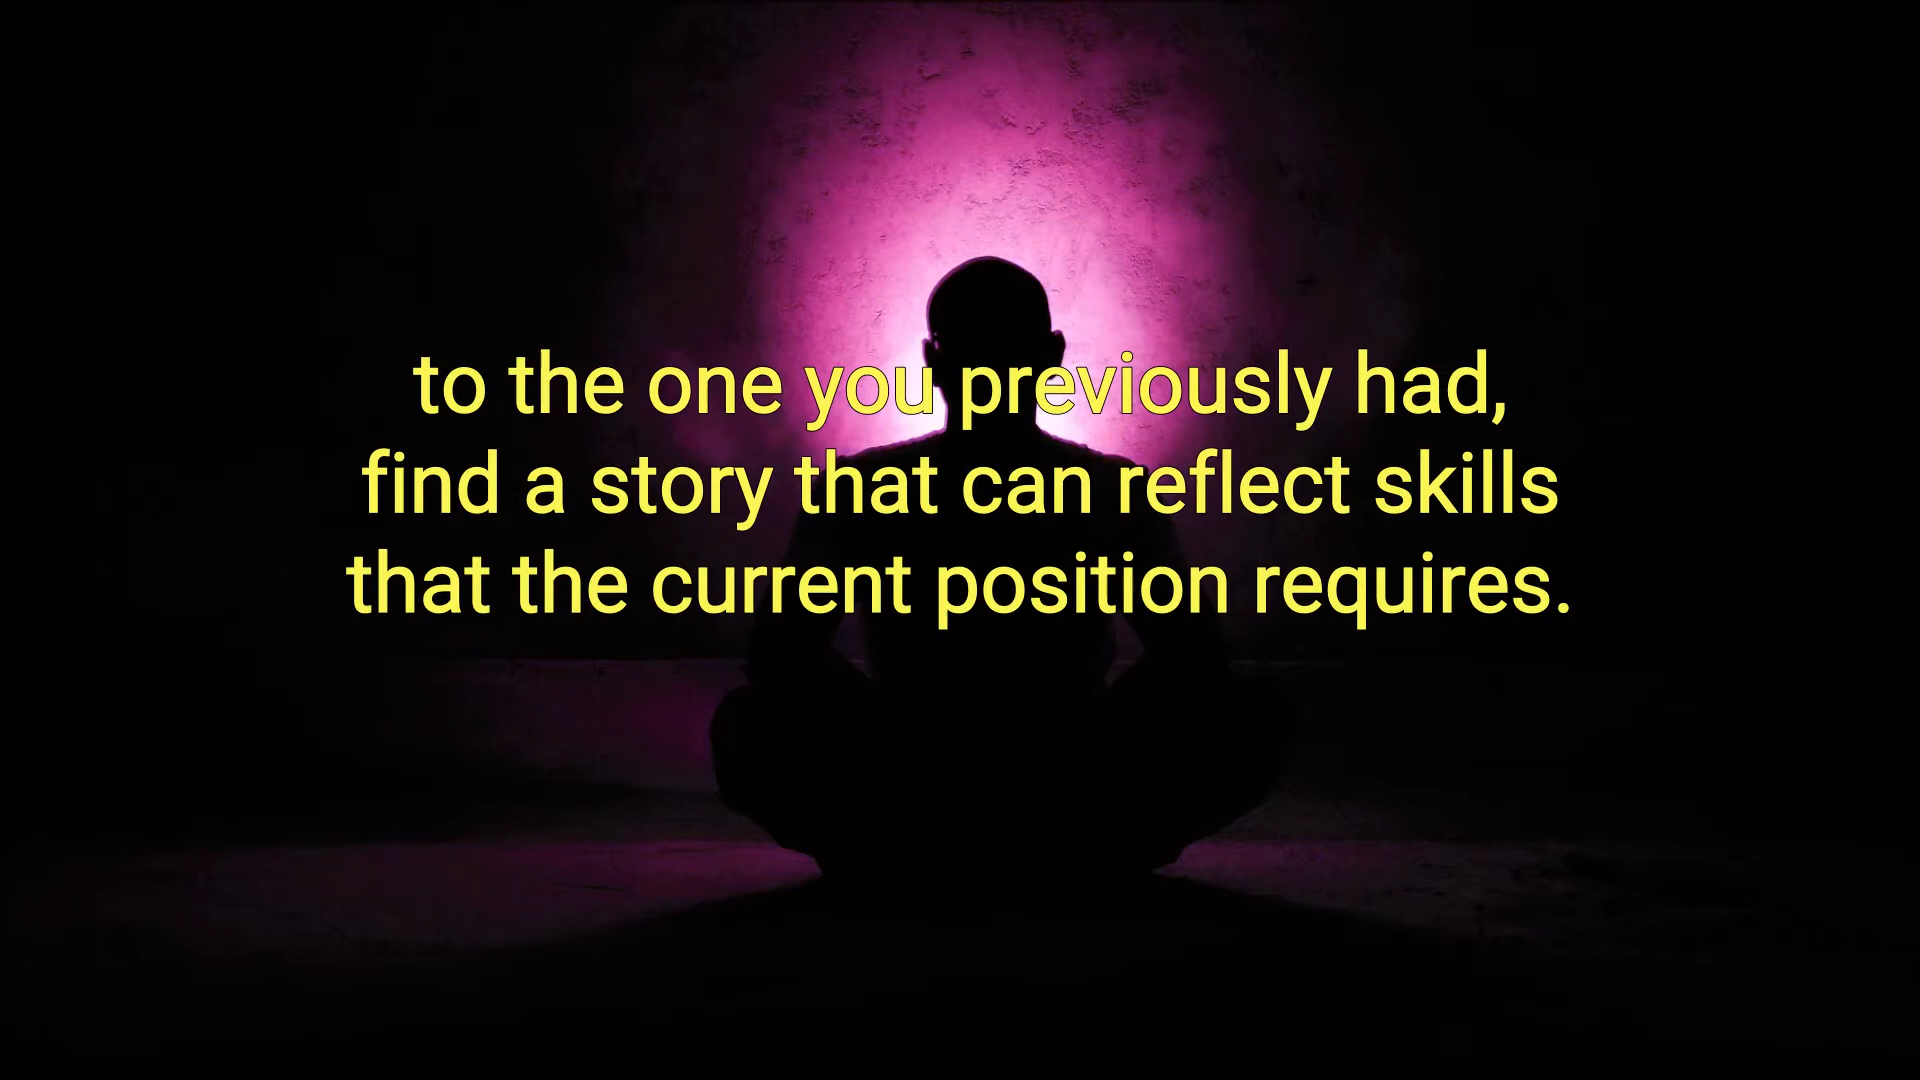 to the one you previously had,
find a story that can reflect skills
that the current position requires.